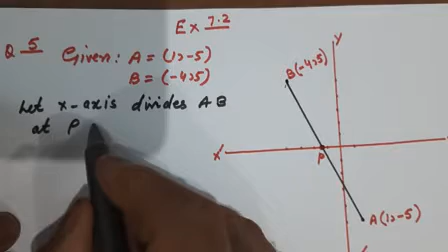 Ex 7.2
Q 5 Given: A = (1, -5)
B = (-4, 5)
Let x-axis divides AB
at P
Y
B(-4, 5)
X'
P
A(1, -5)